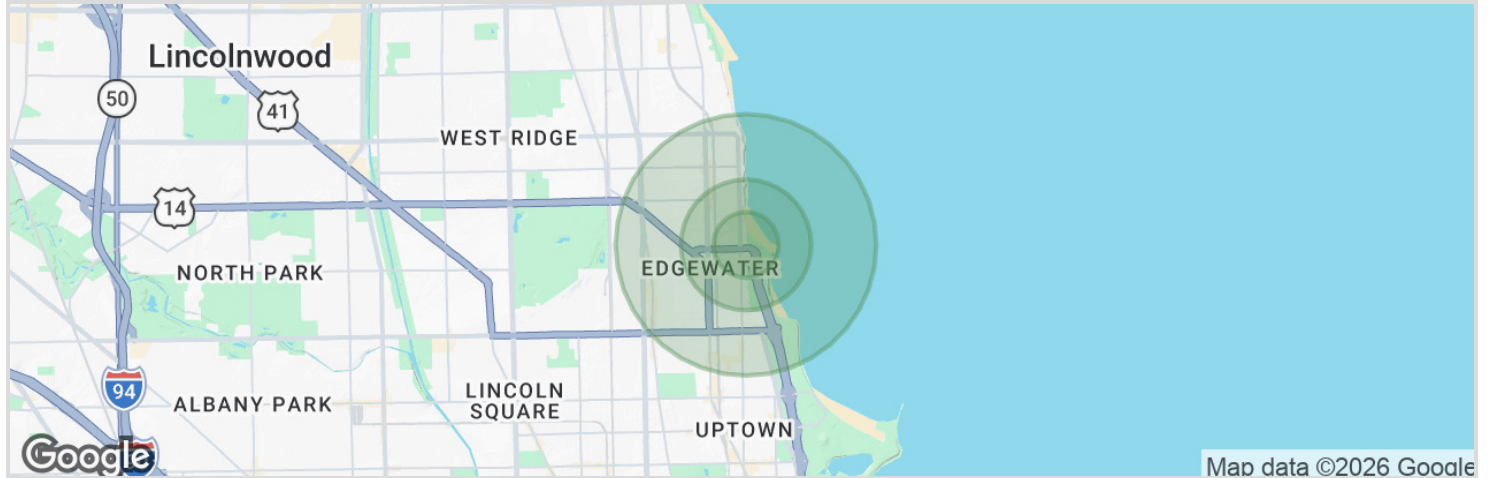 Lincolnwood
50
41
WEST RIDGE
14
NORTH PARK
EDGEWATER
94
ALBANY PARK
LINCOLN
SQUARE
UPTOWN
Google
Map data ©2026 Google